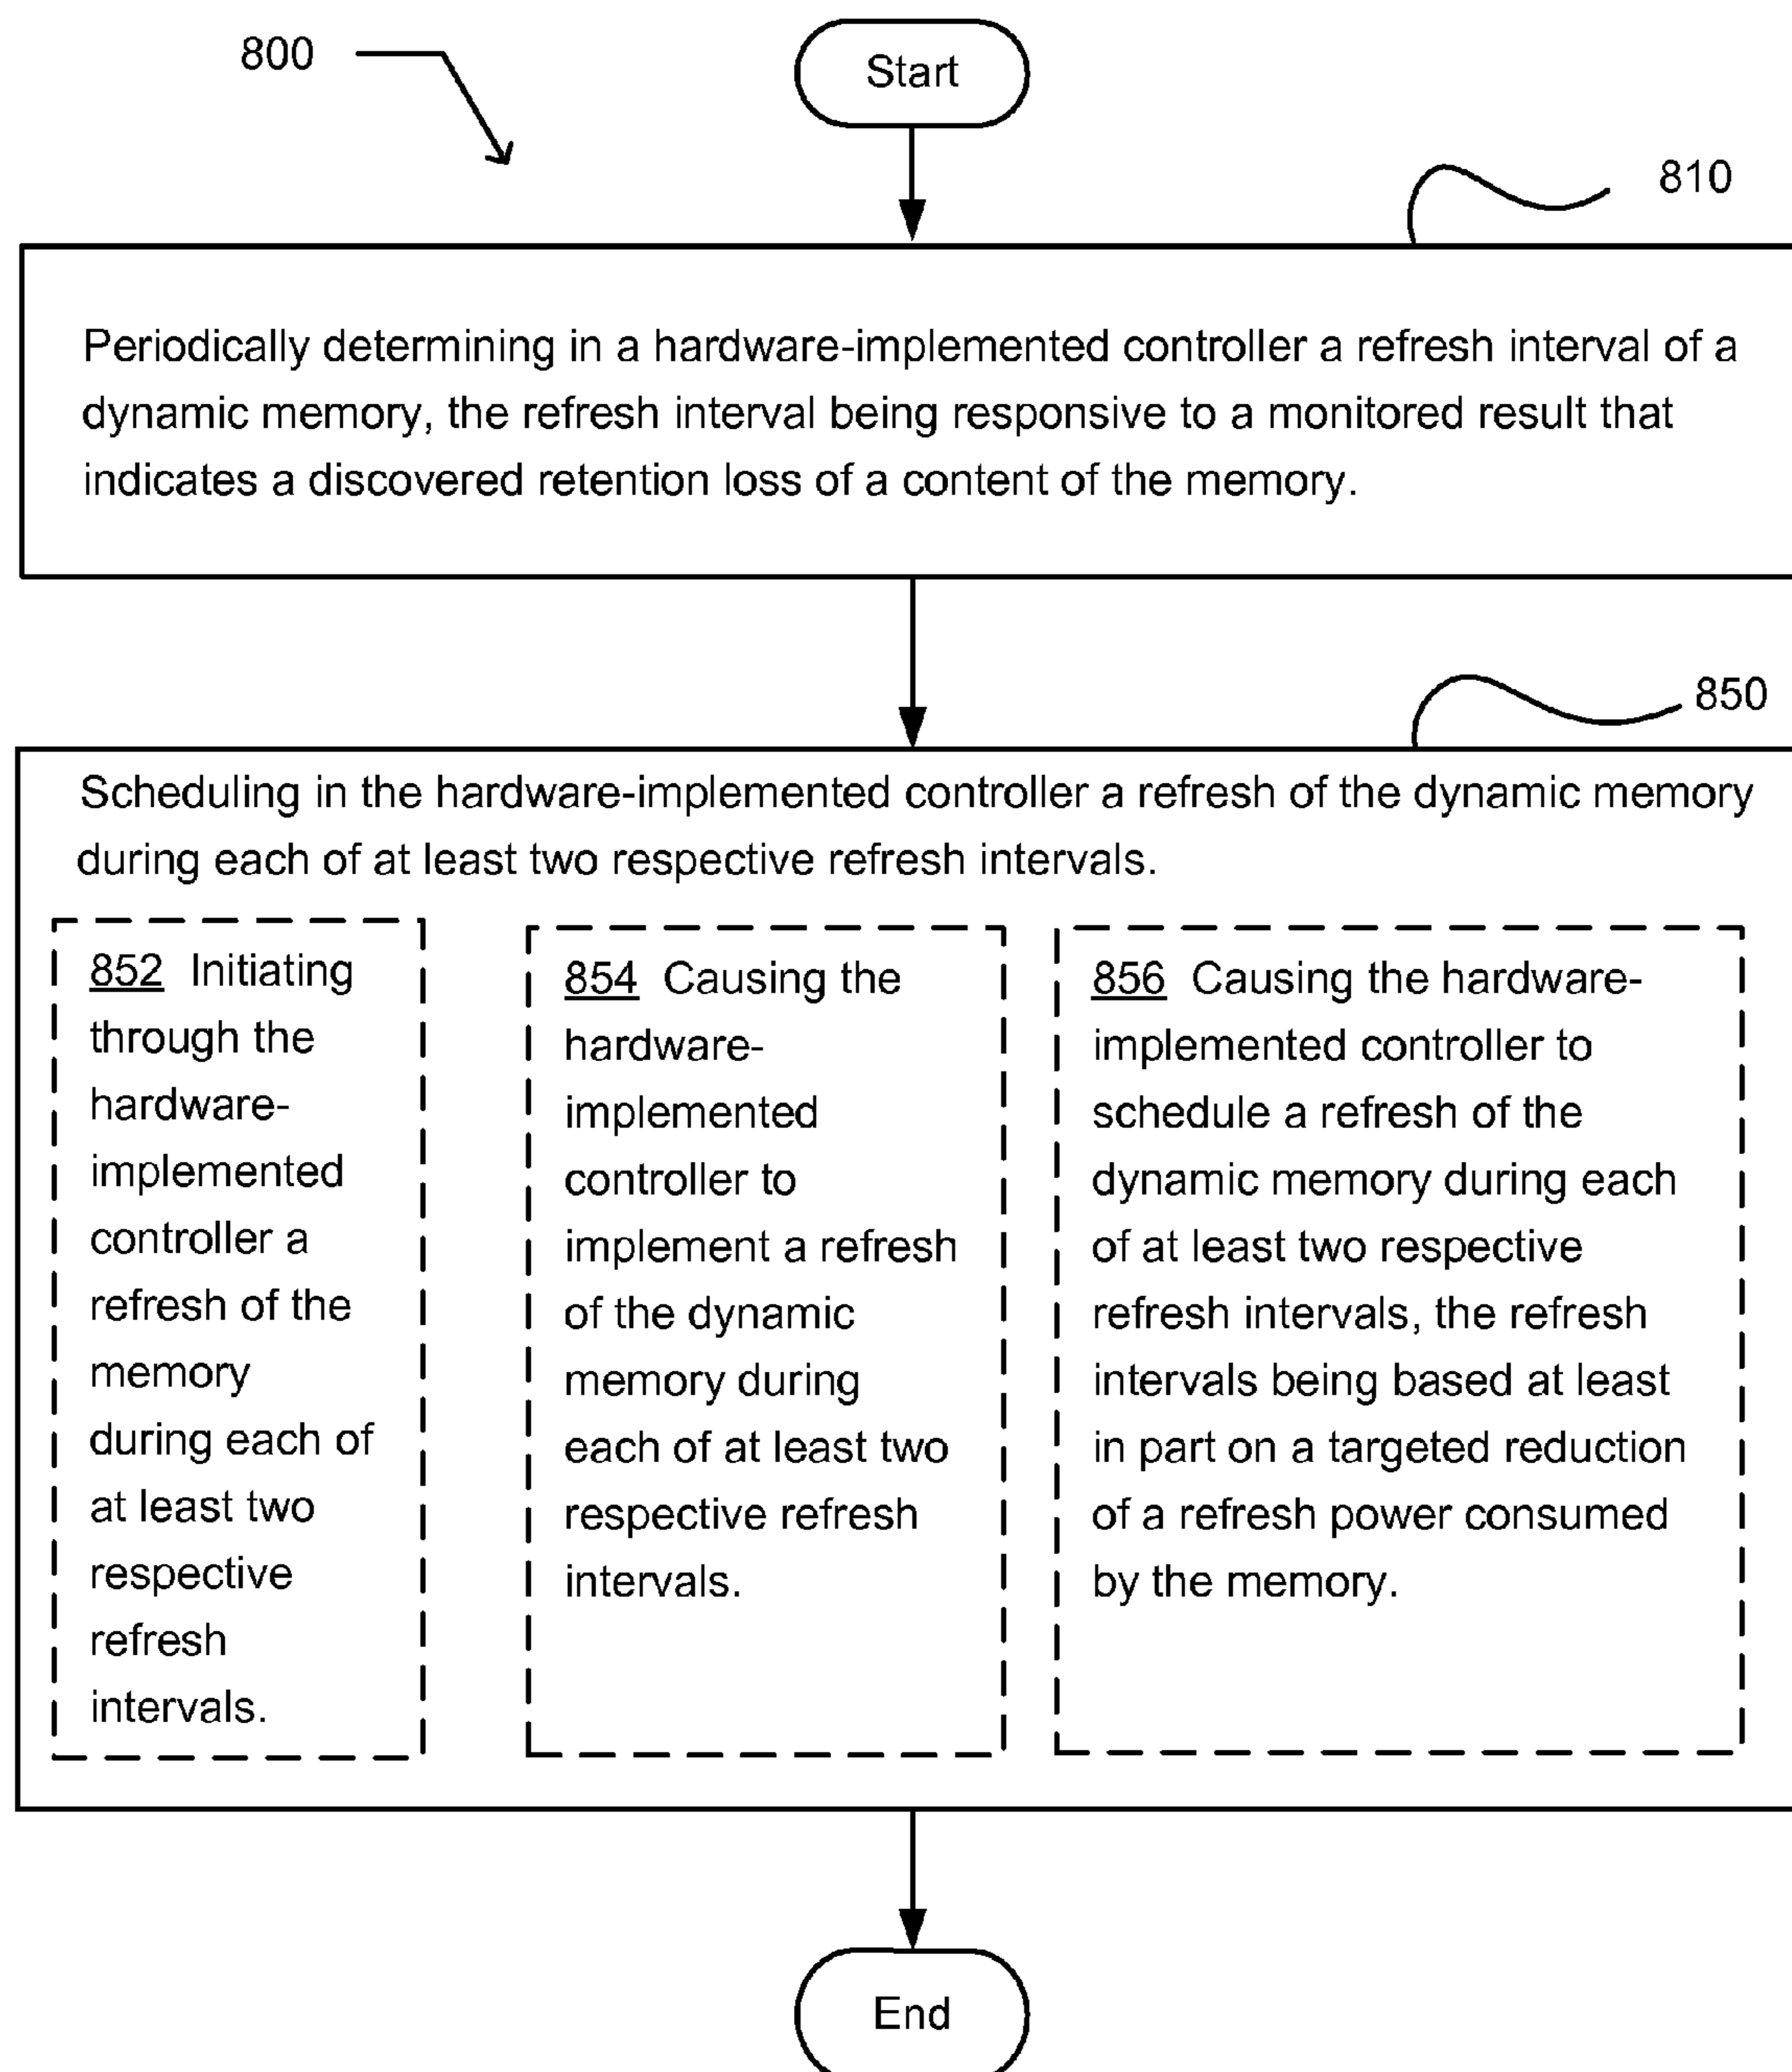 800
Start
810
Periodically determining in a hardware-implemented controller a refresh interval of a
dynamic memory, the refresh interval being responsive to a monitored result that
indicates a discovered retention loss of a content of the memory.
850
Scheduling in the hardware-implemented controller a refresh of the dynamic memory
during each of at least two respective refresh intervals.
852 Initiating
through the
hardware-
implemented
controller a
refresh of the
memory
during each of
at least two
respective
refresh
intervals.
854 Causing the
hardware-
implemented
controller to
implement a refresh
of the dynamic
memory during
each of at least two
respective refresh
intervals.
856 Causing the hardware-
implemented controller to
schedule a refresh of the
dynamic memory during each
of at least two respective
refresh intervals, the refresh
intervals being based at least
in part on a targeted reduction
of a refresh power consumed
by the memory.
End